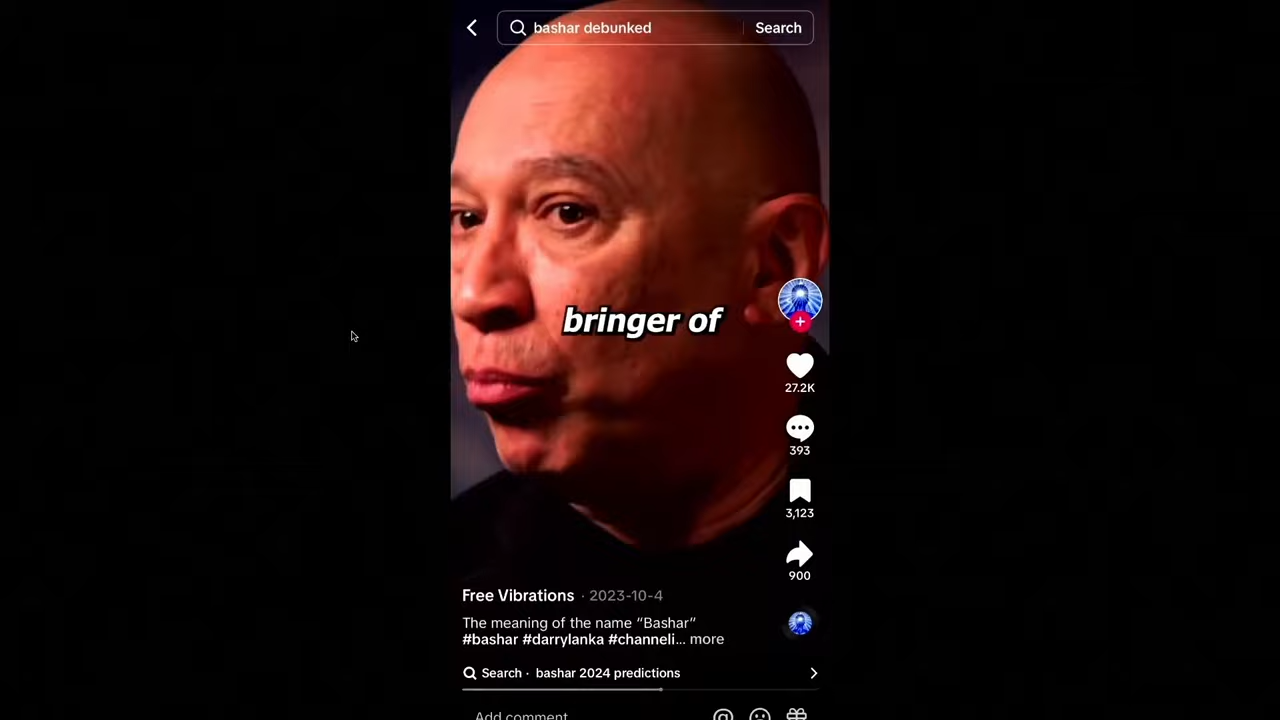 bashar debunked
Search
bringer of
27.2K
393
3,123
900
Free Vibrations · 2023-10-4
The meaning of the name “Bashar”
#bashar #darrylanka #channeli... more
Search · bashar 2024 predictions
Add comment